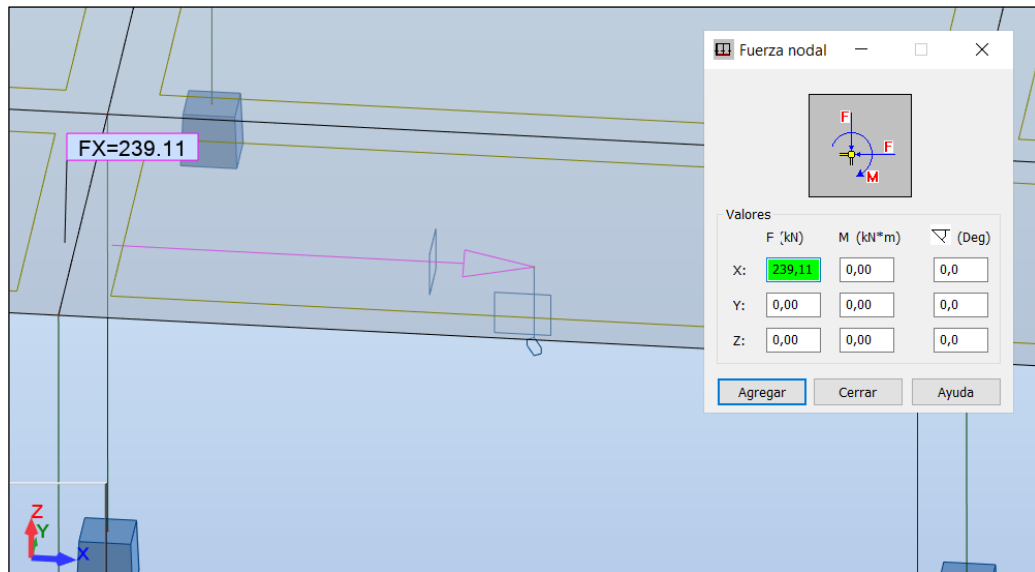 Fuerza nodal
FX=239.11
F
F
M
Valores
F (kN) M (kN*m) (Deg)
X: 239,11 0,00 0,0
Y: 0,00 0,00 0,0
Z: 0,00 0,00 0,0
Agregar Cerrar Ayuda
Z
Y
X